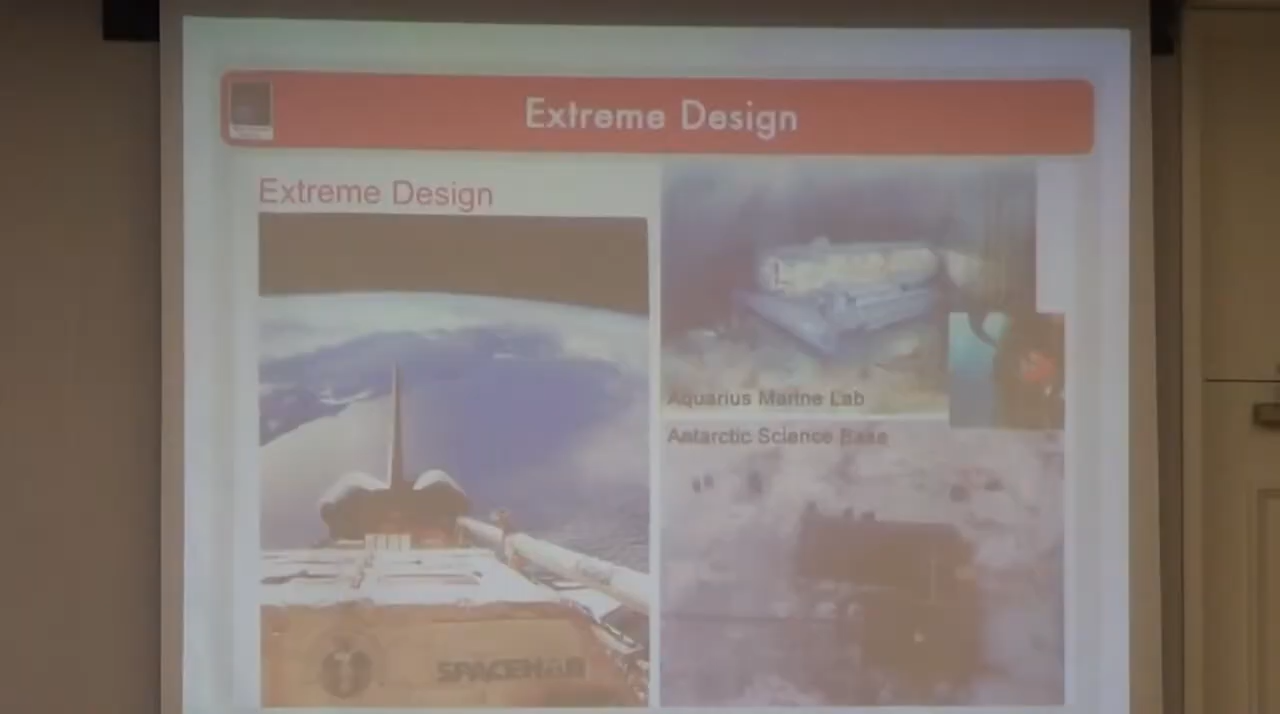 Extreme Design
Extreme Design
Aquarius Marine Lab
Antarctic Science Base
SPACEHAB